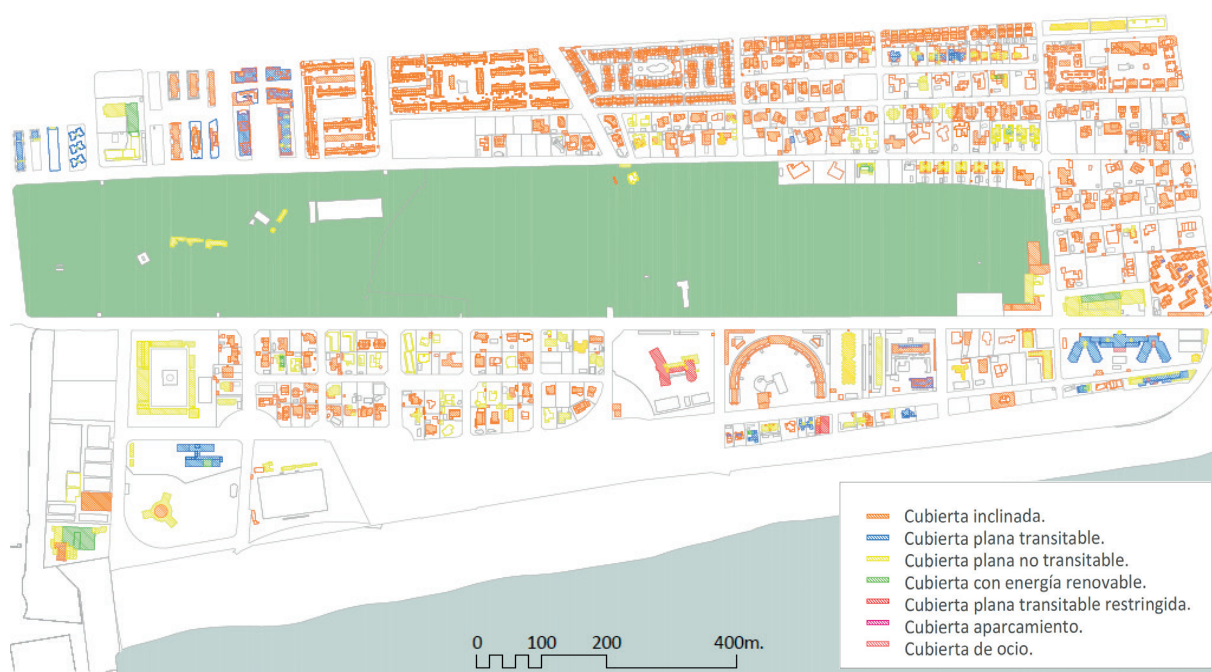 Cubierta inclinada.
Cubierta plana transitable.
Cubierta plana no transitable.
Cubierta con energía renovable.
Cubierta plana transitable restringida.
Cubierta aparcamiento.
Cubierta de ocio.
0 100 200 400m.